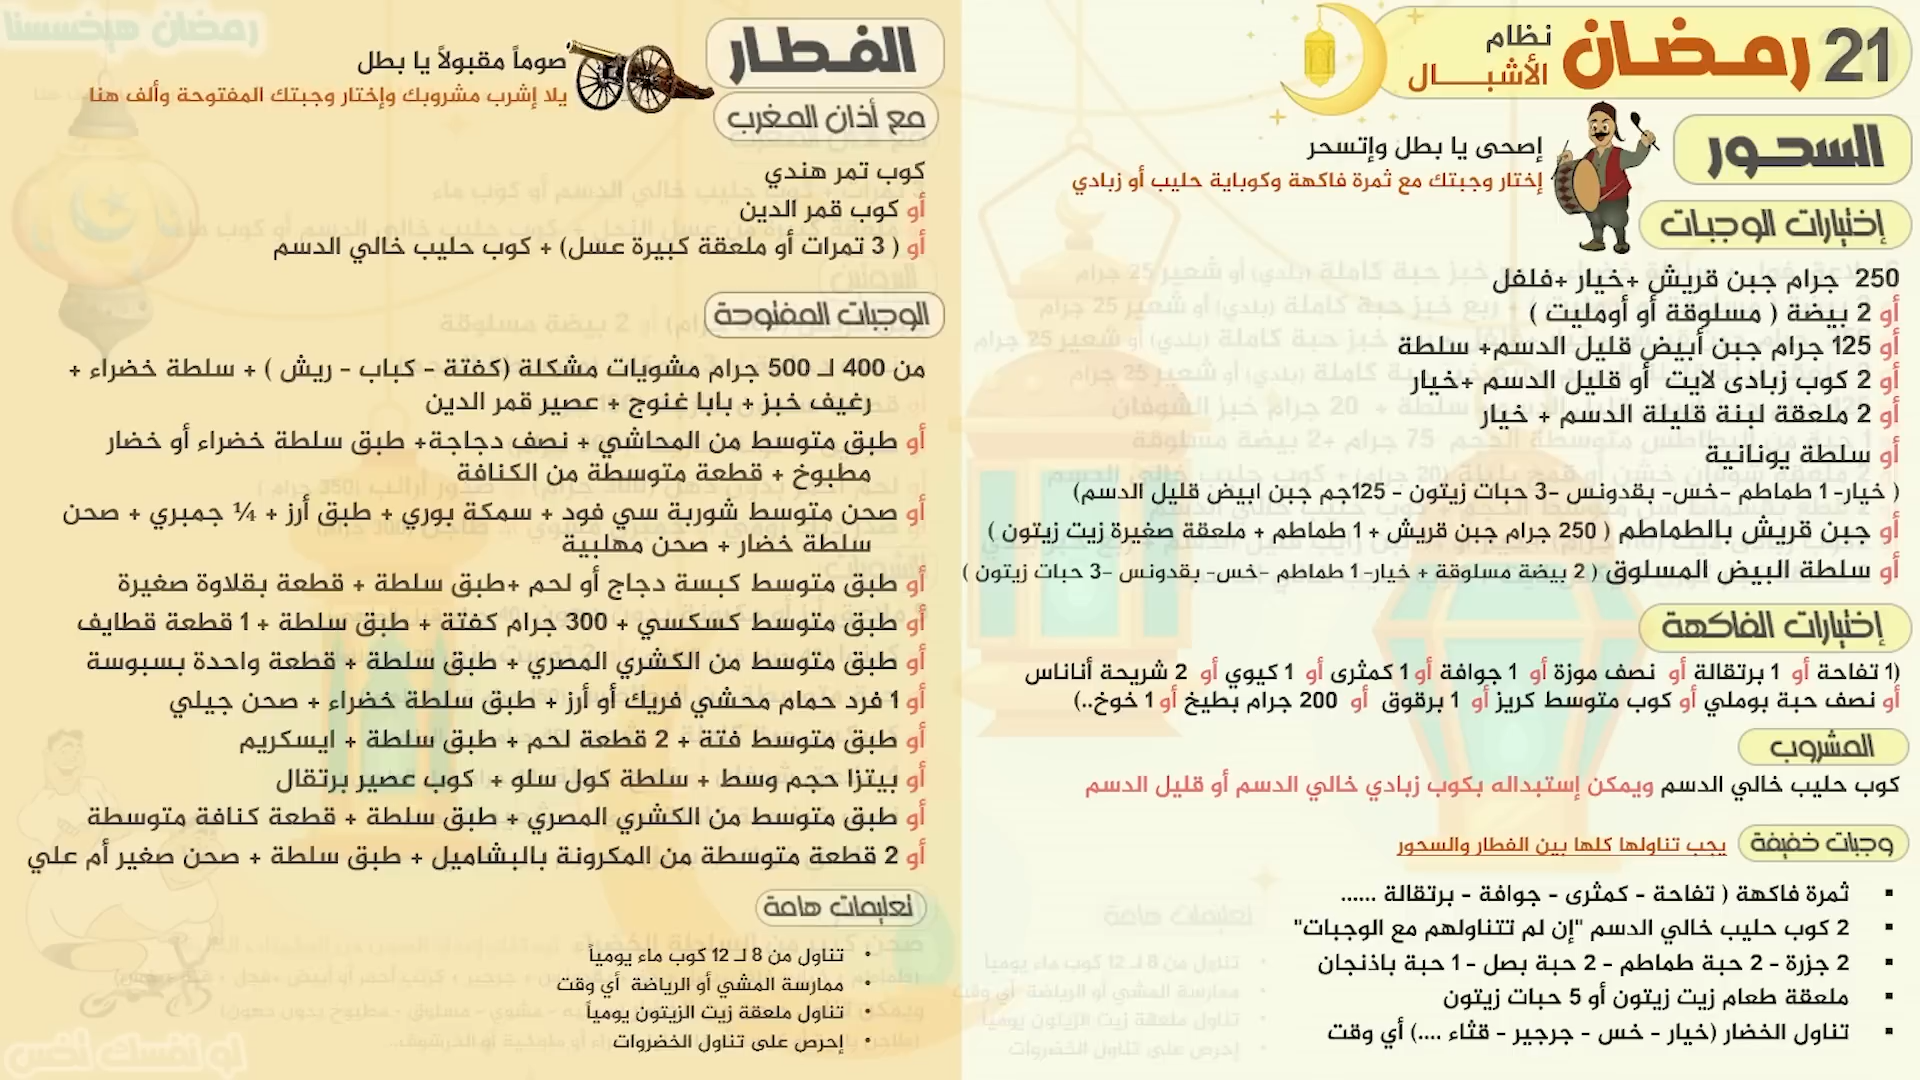 21 رمضان
نظام
الأشبـــال
السحور
إصحى يا بطل وإتسحر
إختار وجبتك مع ثمرة فاكهة وكوباية حليب أو زبادي
إختيارات الوجبات
250 جرام جبن قريش +خيار +فلفل
أو 2 بيضة ( مسلوقة أو أومليت )
أو 125 جرام جبن أبيض قليل الدسم+ سلطة
أو 2 كوب زبادى لايت أو قليل الدسم +خيار
أو 2 ملعقة لبنة قليلة الدسم + خيار
أو سلطة يونانية
( خيار- 1 طماطم -خس- بقدونس -3 حبات زيتون - 125جم جبن ابيض قليل الدسم)
أو جبن قريش بالطماطم ( 250 جرام جبن قريش + 1 طماطم + ملعقة صغيرة زيت زيتون )
أو سلطة البيض المسلوق ( 2 بيضة مسلوقة + خيار- 1 طماطم -خس- بقدونس -3 حبات زيتون )
إختيارات الفاكهة
(1 تفاحة أو 1 برتقالة أو نصف موزة أو 1 جوافة أو 1 كمثرى أو 1 كيوي أو 2 شريحة أناناس
أو نصف حبة بوملي أو كوب متوسط كريز أو 1 برقوق أو 200 جرام بطيخ أو 1 خوخ..)
المشروب
كوب حليب خالي الدسم ويمكن إستبداله بكوب زبادي خالي الدسم أو قليل الدسم
وجبات خفيفة
يجب تناولها كلها بين الفطار والسحور
▪ ثمرة فاكهة ( تفاحة - كمثرى - جوافة - برتقالة ......
▪ 2 كوب حليب خالي الدسم "إن لم تتناولهم مع الوجبات"
▪ 2 جزرة - 2 حبة طماطم - 2 حبة بصل - 1 حبة باذنجان
▪ ملعقة طعام زيت زيتون أو 5 حبات زيتون
▪ تناول الخضار (خيار - خس - جرجير - قثاء ....) أي وقت
الفطار
صوماً مقبولاً يا بطل
يلا إشرب مشروبك وإختار وجبتك المفتوحة وألف هنا
مع أذان المغرب
كوب تمر هندي
أو كوب قمر الدين
أو ( 3 تمرات أو ملعقة كبيرة عسل) + كوب حليب خالي الدسم
الوجبات المفتوحة
من 400 لـ 500 جرام مشويات مشكلة (كفتة - كباب - ريش ) + سلطة خضراء +
رغيف خبز + بابا غنوج + عصير قمر الدين
أو طبق متوسط من المحاشي + نصف دجاجة+ طبق سلطة خضراء أو خضار
مطبوخ + قطعة متوسطة من الكنافة
أو صحن متوسط شوربة سي فود + سمكة بوري + طبق أرز + ¼ جمبري + صحن
سلطة خضار + صحن مهلبية
أو طبق متوسط كبسة دجاج أو لحم +طبق سلطة + قطعة بقلاوة صغيرة
أو طبق متوسط كسكسي + 300 جرام كفتة + طبق سلطة + 1 قطعة قطايف
أو طبق متوسط من الكشري المصري + طبق سلطة + قطعة واحدة بسبوسة
أو 1 فرد حمام محشي فريك أو أرز + طبق سلطة خضراء + صحن جيلي
أو طبق متوسط فتة + 2 قطعة لحم + طبق سلطة + ايسكريم
أو بيتزا حجم وسط + سلطة كول سلو + كوب عصير برتقال
أو طبق متوسط من الكشري المصري + طبق سلطة + قطعة كنافة متوسطة
أو 2 قطعة متوسطة من المكرونة بالبشاميل + طبق سلطة + صحن صغير أم علي
تعليمات هامة
• تناول من 8 لـ 12 كوب ماء يومياً
• ممارسة المشي أو الرياضة أي وقت
• تناول ملعقة زيت الزيتون يومياً
• إحرص على تناول الخضروات
رمضان هيخسسنا
لو نفسك تخس